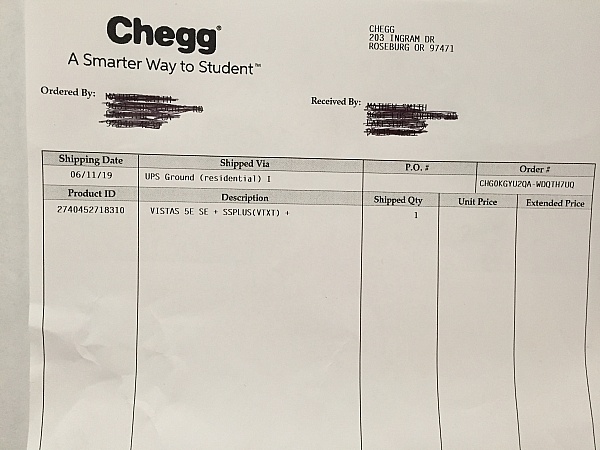 Chegg®
A Smarter Way to Student™
CHEGG
203 INGRAM DR
ROSEBURG OR 97471
Ordered By:
Received By:
Shipping Date
Shipped Via
P.O. #
Order #
06/11/19
UPS Ground (residential) I
CHGOKGYU2QA-WDQTH7UQ
Product ID
Description
Shipped Qty
Unit Price
Extended Price
2740452718310
VISTAS 5E SE + SSPLUS(VTXT) +
1